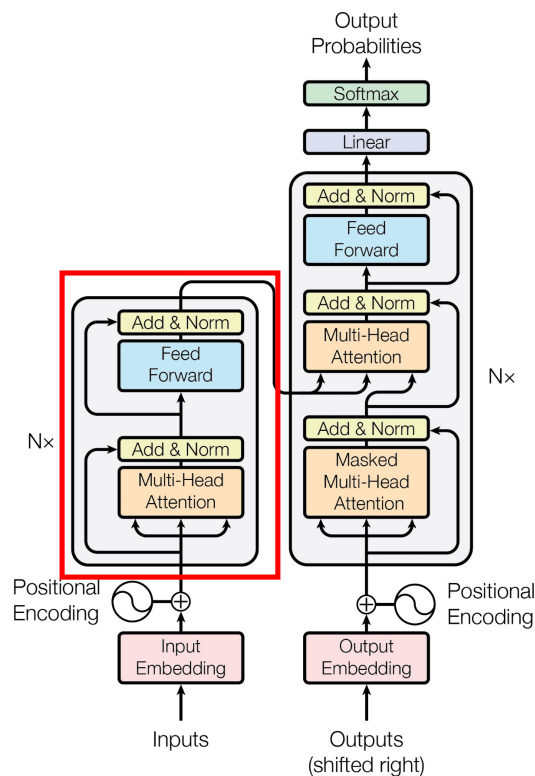 Output
Probabilities
Softmax
Linear
Add & Norm
Feed
Forward
Add & Norm
Multi-Head
Attention
Add & Norm
Masked
Multi-Head
Attention
N×
Positional
Encoding
Output
Embedding
Outputs
(shifted right)
Add & Norm
Feed
Forward
Add & Norm
Multi-Head
Attention
N×
Positional
Encoding
Input
Embedding
Inputs